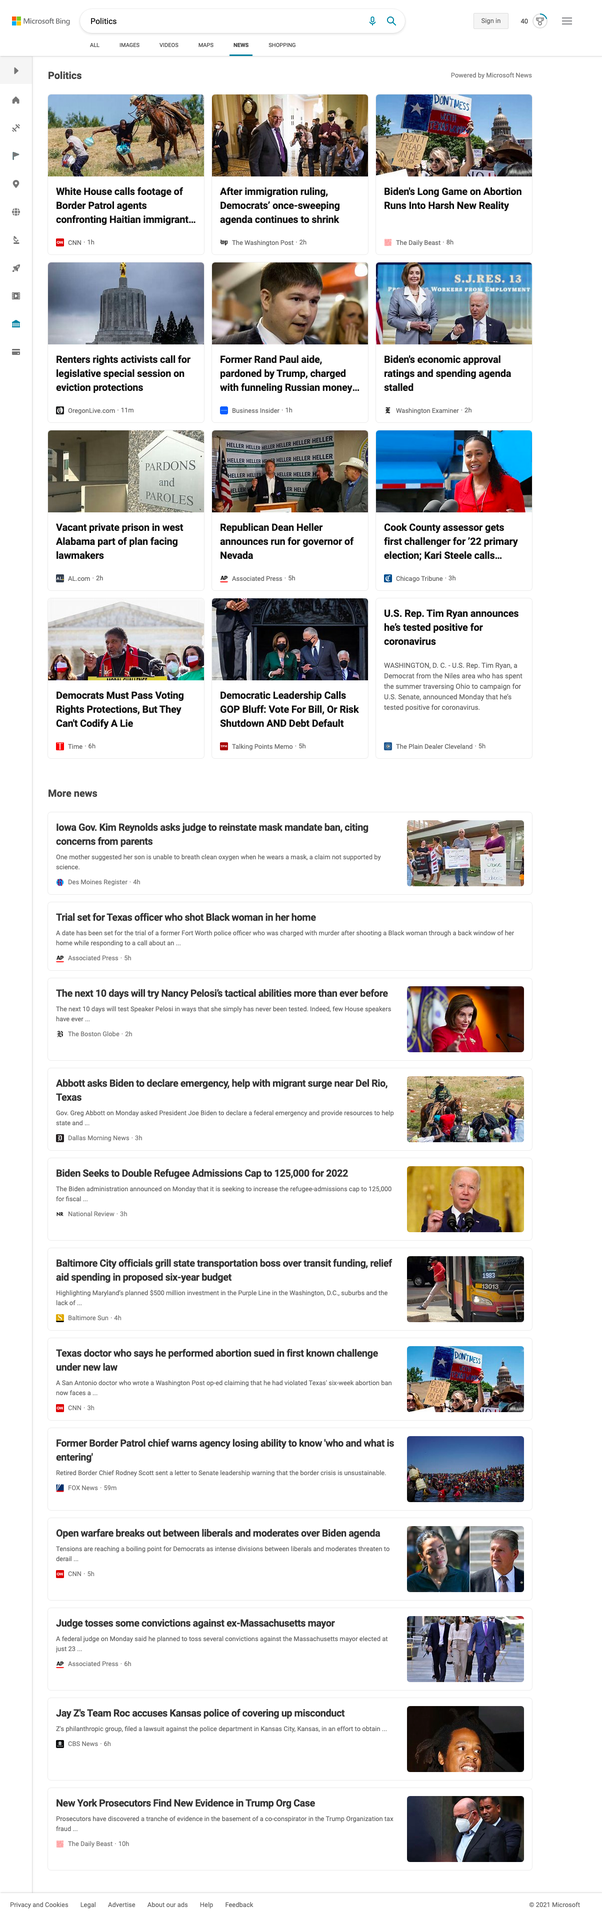 Microsoft Bing
Politics
Sign in
40
ALL IMAGES VIDEOS MAPS NEWS SHOPPING
Politics
Powered by Microsoft News
White House calls footage of
Border Patrol agents
confronting Haitian immigrant...
CNN · 1h
After immigration ruling,
Democrats' once-sweeping
agenda continues to shrink
wp The Washington Post · 2h
DON'T MESS
Biden's Long Game on Abortion
Runs Into Harsh New Reality
The Daily Beast · 8h
Renters rights activists call for
legislative special session on
eviction protections
OregonLive.com · 11m
Former Rand Paul aide,
pardoned by Trump, charged
with funneling Russian money...
Business Insider · 1h
S.J.RES. 13
WORKERS FROM EMPLOYMENT
Biden's economic approval
ratings and spending agenda
stalled
Washington Examiner · 2h
PARDONS
and
PAROLES
Vacant private prison in west
Alabama part of plan facing
lawmakers
AL.com · 2h
HELLER HELLER HELLER HELLER
Republican Dean Heller
announces run for governor of
Nevada
AP Associated Press · 5h
Cook County assessor gets
first challenger for '22 primary
election; Kari Steele calls...
Chicago Tribune · 3h
Democrats Must Pass Voting
Rights Protections, But They
Can't Codify A Lie
Time · 6h
Democratic Leadership Calls
GOP Bluff: Vote For Bill, Or Risk
Shutdown AND Debt Default
Talking Points Memo · 5h
U.S. Rep. Tim Ryan announces
he's tested positive for
coronavirus
WASHINGTON, D. C. - U.S. Rep. Tim Ryan, a
Democrat from the Niles area who has spent
the summer traversing Ohio to campaign for
U.S. Senate, announced Monday that he's
tested positive for coronavirus.
The Plain Dealer Cleveland · 5h
More news
Iowa Gov. Kim Reynolds asks judge to reinstate mask mandate ban, citing
concerns from parents
One mother suggested her son is unable to breath clean oxygen when he wears a mask, a claim not supported by
science.
Des Moines Register · 4h
Trial set for Texas officer who shot Black woman in her home
A date has been set for the trial of a former Fort Worth police officer who was charged with murder after shooting a Black woman through a back window of her
home while responding to a call about an ...
AP Associated Press · 5h
The next 10 days will try Nancy Pelosi's tactical abilities more than ever before
The next 10 days will test Speaker Pelosi in ways that she simply has never been tested. Indeed, few House speakers
have ever ...
The Boston Globe · 2h
Abbott asks Biden to declare emergency, help with migrant surge near Del Rio,
Texas
Gov. Greg Abbott on Monday asked President Joe Biden to declare a federal emergency and provide resources to help
state and ...
Dallas Morning News · 3h
Biden Seeks to Double Refugee Admissions Cap to 125,000 for 2022
The Biden administration announced on Monday that it is seeking to increase the refugee-admissions cap to 125,000
for fiscal ...
NR National Review · 3h
Baltimore City officials grill state transportation boss over transit funding, relief
aid spending in proposed six-year budget
Highlighting Maryland's planned $500 million investment in the Purple Line in the Washington, D.C., suburbs and the
lack of ...
Baltimore Sun · 4h
1983
13013
Texas doctor who says he performed abortion sued in first known challenge
under new law
A San Antonio doctor who wrote a Washington Post op-ed claiming that he had violated Texas' six-week abortion ban
now faces a ...
CNN · 3h
DON'T MESS
Former Border Patrol chief warns agency losing ability to know 'who and what is
entering'
Retired Border Chief Rodney Scott sent a letter to Senate leadership warning that the border crisis is unsustainable.
FOX News · 59m
Open warfare breaks out between liberals and moderates over Biden agenda
Tensions are reaching a boiling point for Democrats as intense divisions between liberals and moderates threaten to
derail ...
CNN · 5h
Judge tosses some convictions against ex-Massachusetts mayor
A federal judge on Monday said he planned to toss several convictions against the Massachusetts mayor elected at
just 23 ...
AP Associated Press · 6h
Jay Z's Team Roc accuses Kansas police of covering up misconduct
Z's philanthropic group, filed a lawsuit against the police department in Kansas City, Kansas, in an effort to obtain ...
CBS News · 6h
New York Prosecutors Find New Evidence in Trump Org Case
Prosecutors have discovered a tranche of evidence in the basement of a co-conspirator in the Trump Organization tax
fraud ...
The Daily Beast · 10h
Privacy and Cookies Legal Advertise About our ads Help Feedback
© 2021 Microsoft